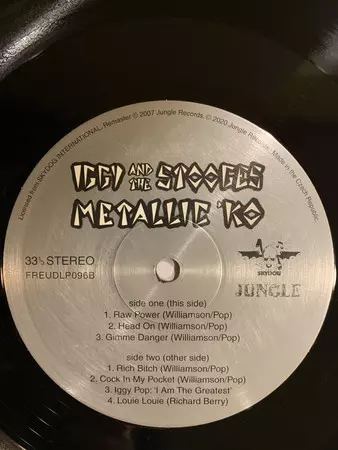 Licensed from SKYDOG INTERNATIONAL. Remaster ℗ 2007 Jungle Records, © 2020 Jungle Records. Made in the Czech Republic.
IGGY AND THE STOOGES
METALLIC 'KO
33⅓ STEREO
FREUDLP096B
SKYDOG
JUNGLE
side one (this side)
1. Raw Power (Williamson/Pop)
2. Head On (Williamson/Pop)
3. Gimme Danger (Williamson/Pop)
side two (other side)
1. Rich Bitch (Williamson/Pop)
2. Cock In My Pocket (Williamson/Pop)
3. Iggy Pop: 'I Am The Greatest'
4. Louie Louie (Richard Berry)